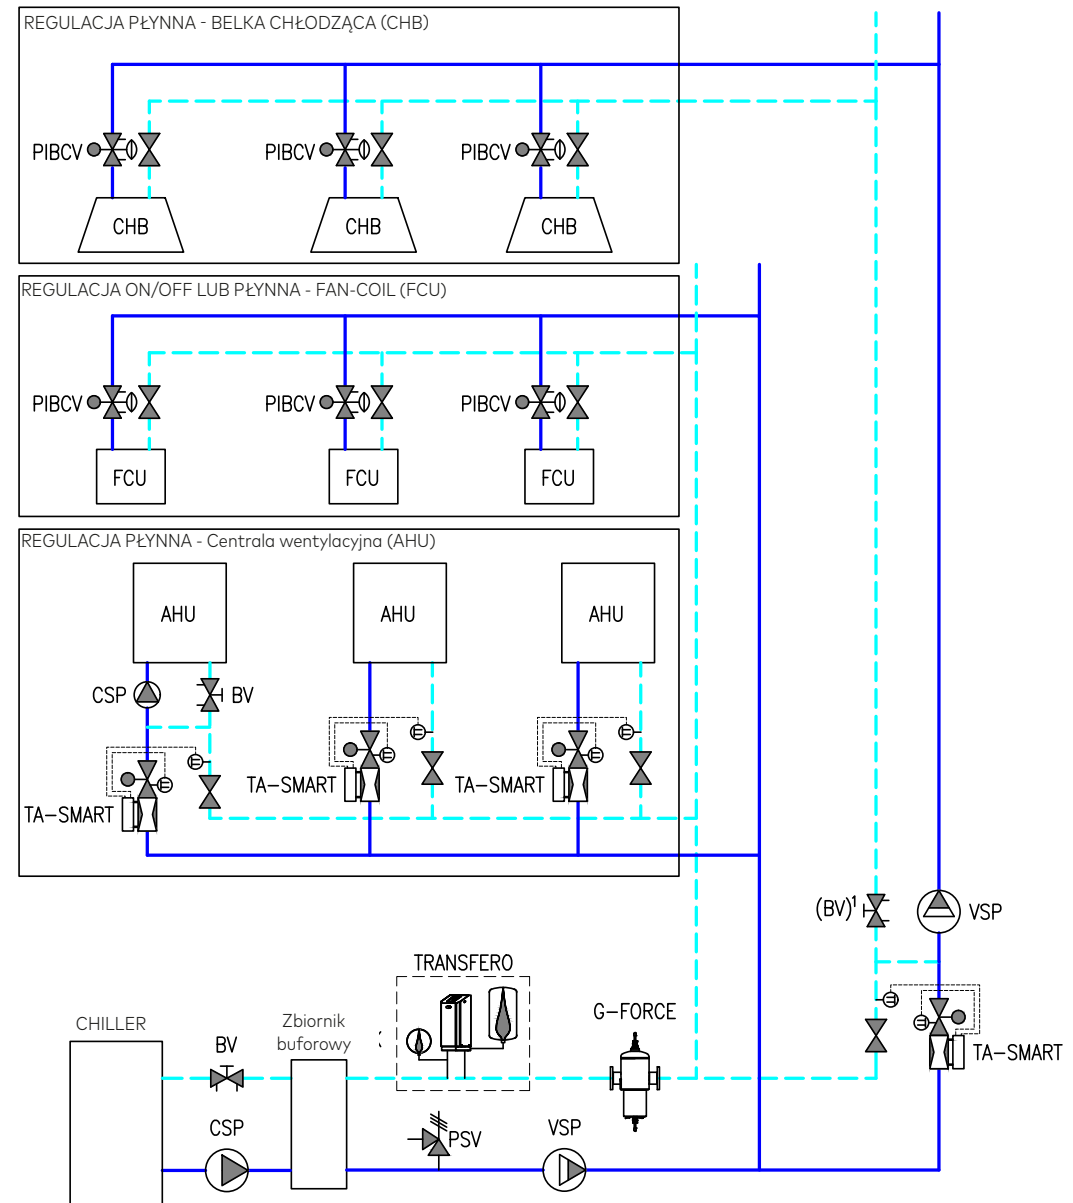 REGULACJA PŁYNNA - BELKA CHŁODZĄCA (CHB)
PIBCV
PIBCV
PIBCV
CHB
CHB
CHB
REGULACJA ON/OFF LUB PŁYNNA - FAN-COIL (FCU)
PIBCV
PIBCV
PIBCV
FCU
FCU
FCU
REGULACJA PŁYNNA - Centrala wentylacyjna (AHU)
AHU
AHU
AHU
CSP
BV
TA-SMART
TA-SMART
TA-SMART
(BV)¹
VSP
TA-SMART
TRANSFERO
G-FORCE
CHILLER
BV
Zbiornik
buforowy
CSP
PSV
VSP